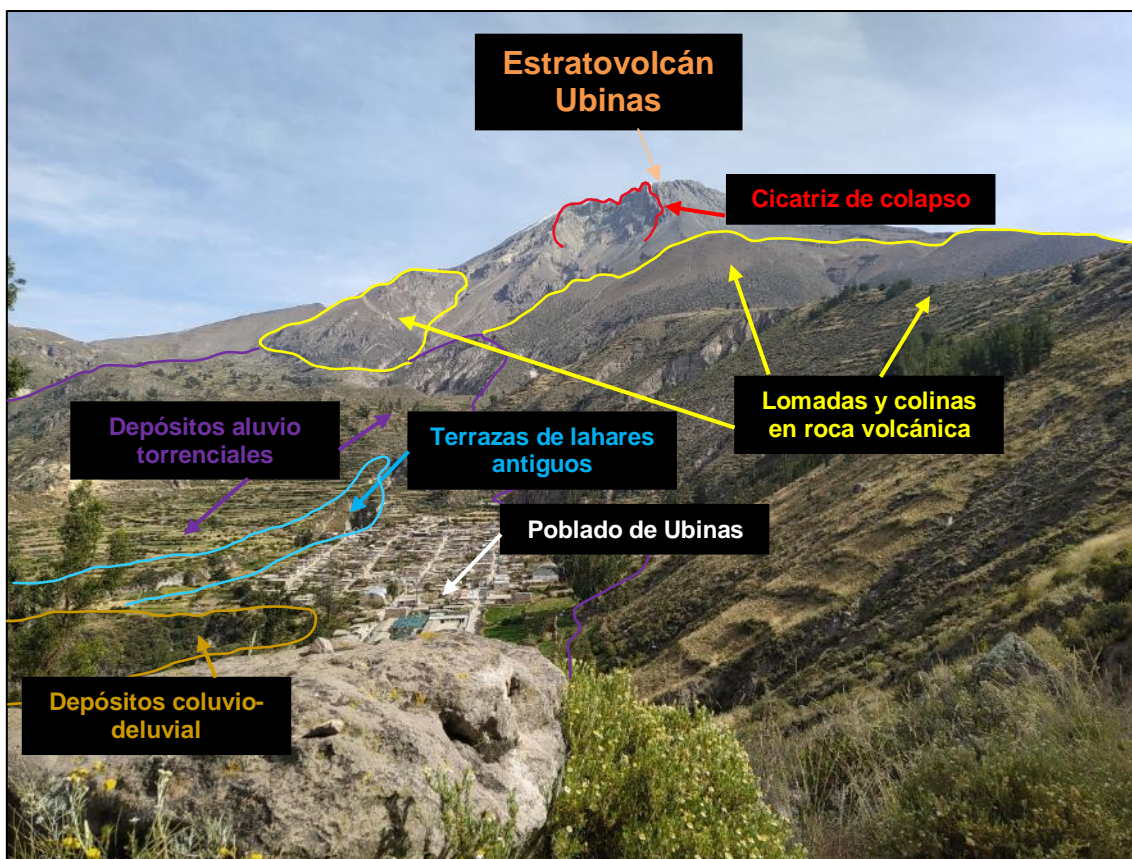 Estratovolcán
Ubinas
Cicatriz de colapso
Lomadas y colinas
en roca volcánica
Depósitos aluvio
torrenciales
Terrazas de lahares
antiguos
Poblado de Ubinas
Depósitos coluvio-
deluvial